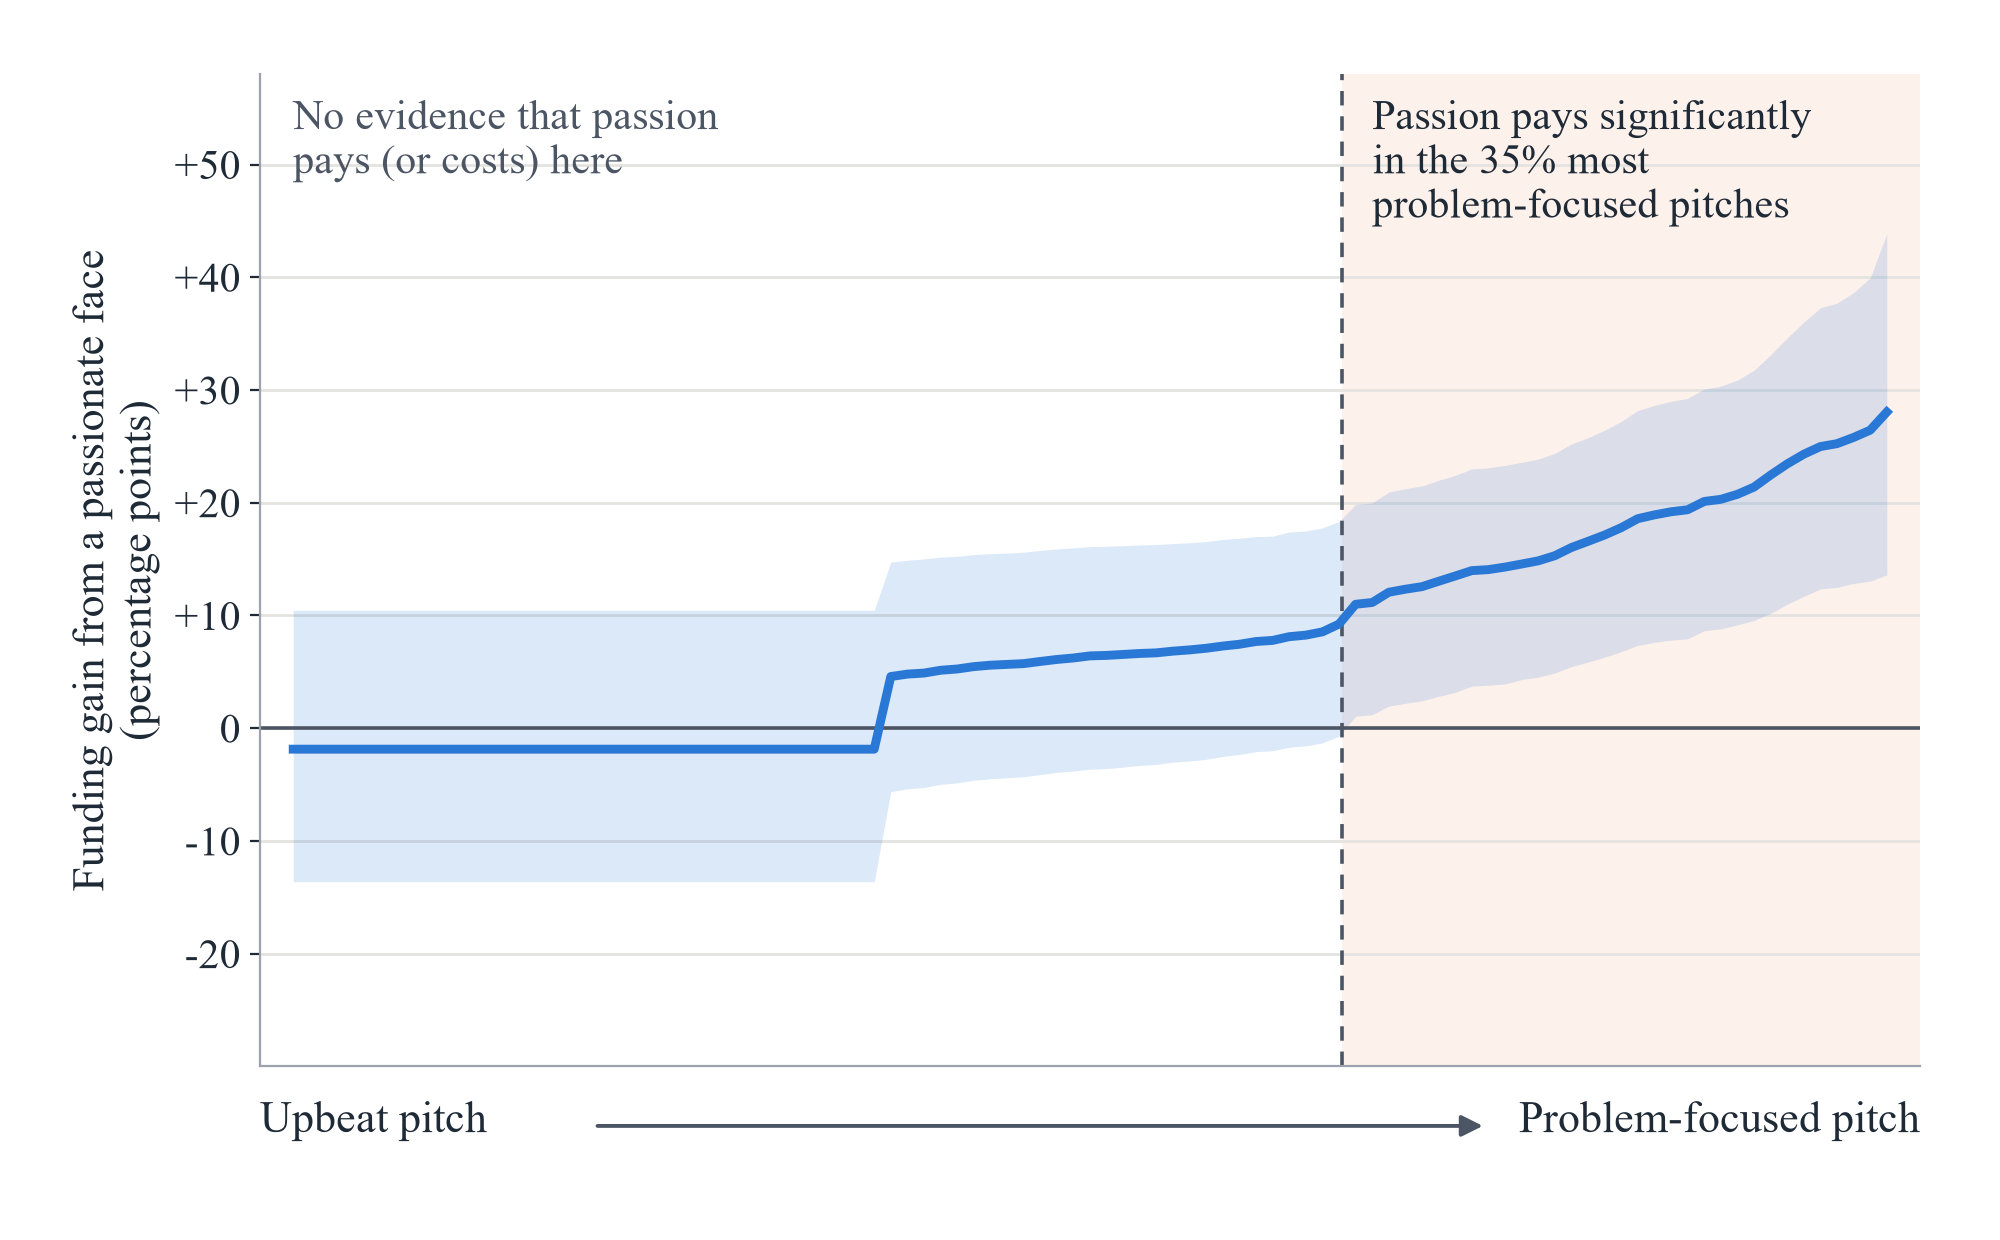 No evidence that passion
pays (or costs) here
Passion pays significantly
in the 35% most
problem-focused pitches
Funding gain from a passionate face
(percentage points)
+50
+40
+30
+20
+10
0
-10
-20
Upbeat pitch
Problem-focused pitch